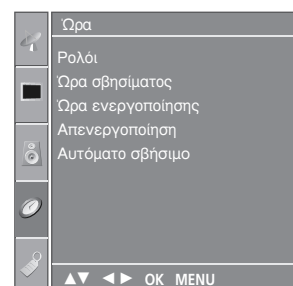 Ώρα
Ρολόι
Ώρα σβησίματος
Ώρα ενεργοποίησης
Απενεργοποίηση
Αυτόματο σβήσιμο
▲▼ ◄► OK MENU